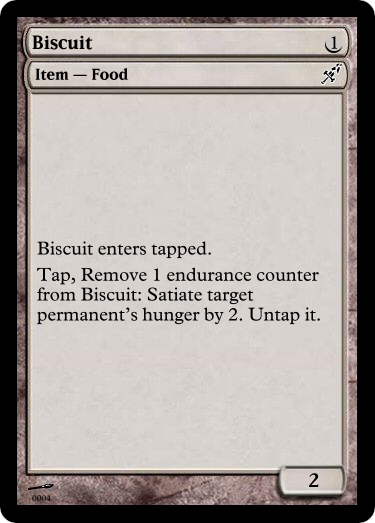 Biscuit 1
Item — Food
Biscuit enters tapped.
Tap, Remove 1 endurance counter
from Biscuit: Satiate target
permanent's hunger by 2. Untap it.
2
0004